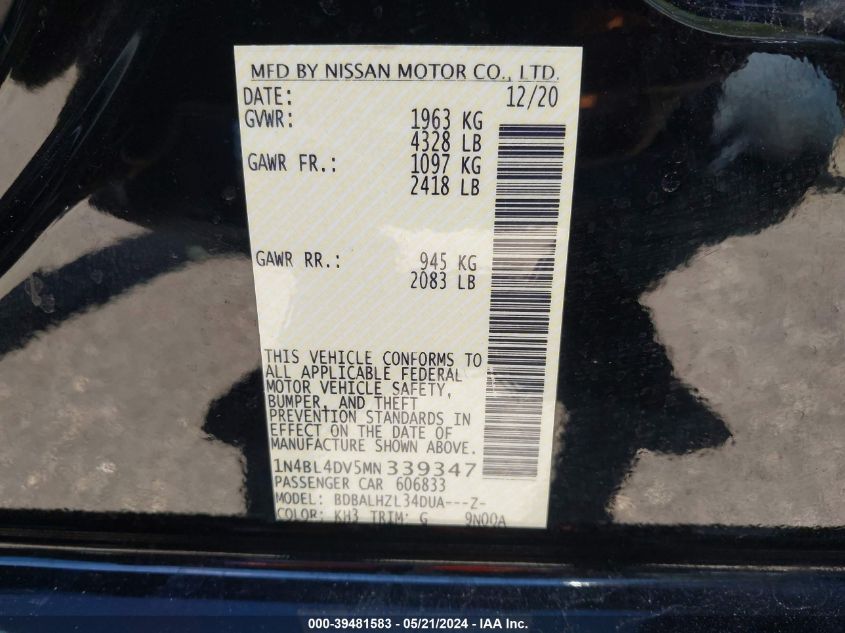 MFD BY NISSAN MOTOR CO., LTD.
DATE: 12/20
GVWR: 1963 KG
4328 LB
GAWR FR.: 1097 KG
2418 LB
GAWR RR.: 945 KG
2083 LB
THIS VEHICLE CONFORMS TO
ALL APPLICABLE FEDERAL
MOTOR VEHICLE SAFETY,
BUMPER, AND THEFT
PREVENTION STANDARDS IN
EFFECT ON THE DATE OF
MANUFACTURE SHOWN ABOVE.
1N4BL4DV5MN339347
PASSENGER CAR 606833
MODEL: BDBALHZL34DUA---Z-
COLOR: KH3 TRIM: G 9N00A
000-39481583 / 05/21/2024 - IAA Inc.